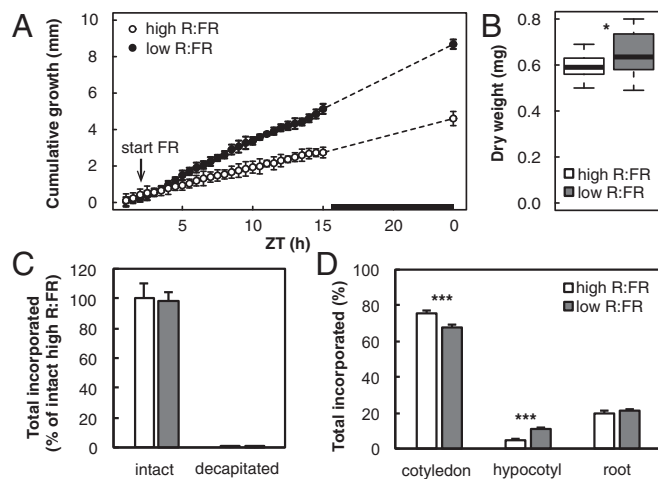 A
Cumulative growth (mm)
10
8
6
4
2
0
high R:FR
low R:FR
start FR
5
10
15
20
0
ZT (h)
B
Dry weight (mg)
0.8
0.6
0.4
0.2
0.0
*
high R:FR
low R:FR
C
Total incorporated
(% of intact high R:FR)
120
100
80
60
40
20
0
intact
decapitated
D
Total incorporated (%)
100
80
60
40
20
0
***
***
high R:FR
low R:FR
cotyledon
hypocotyl
root